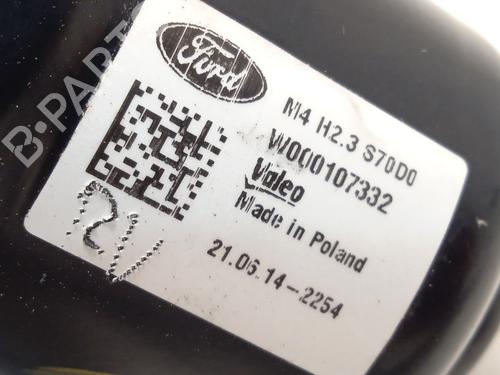 Ford
M4 H2.3 S70D0
W000107332
Valeo
Made in Poland
21.06.14-2254
B-PARTS